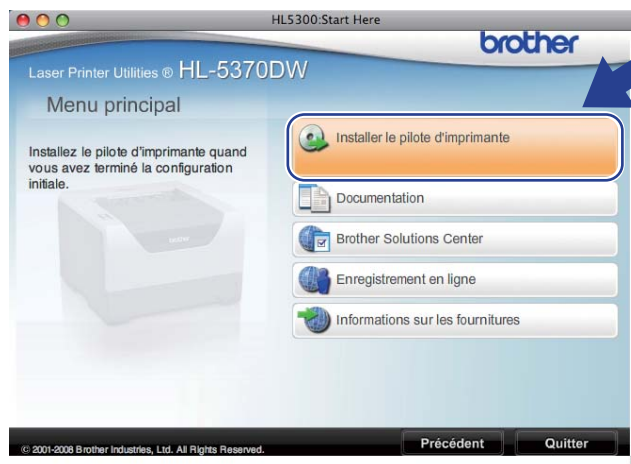 HL5300:Start Here
brother
Laser Printer Utilities ® HL-5370DW
Menu principal
Installez le pilote d'imprimante quand
vous avez terminé la configuration
initiale.
Installer le pilote d'imprimante
Documentation
Brother Solutions Center
Enregistrement en ligne
Informations sur les fournitures
brother
© 2001-2008 Brother Industries, Ltd. All Rights Reserved.
Précédent
Quitter